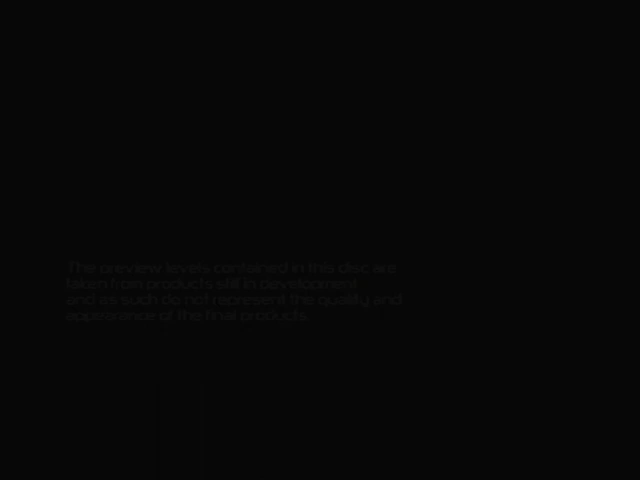 The preview levels contained in this disc are
taken from products still in development
and as such do not represent the quality and
appearance of the final products